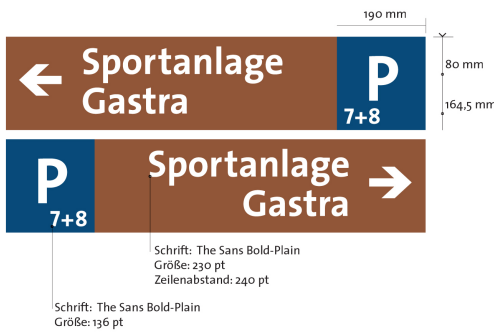 190 mm
Sportanlage
Gastra
P
7+8
80 mm
164,5 mm
P
7+8
Sportanlage
Gastra
Schrift: The Sans Bold-Plain
Größe: 230 pt
Zeilenabstand: 240 pt
Schrift: The Sans Bold-Plain
Größe: 136 pt